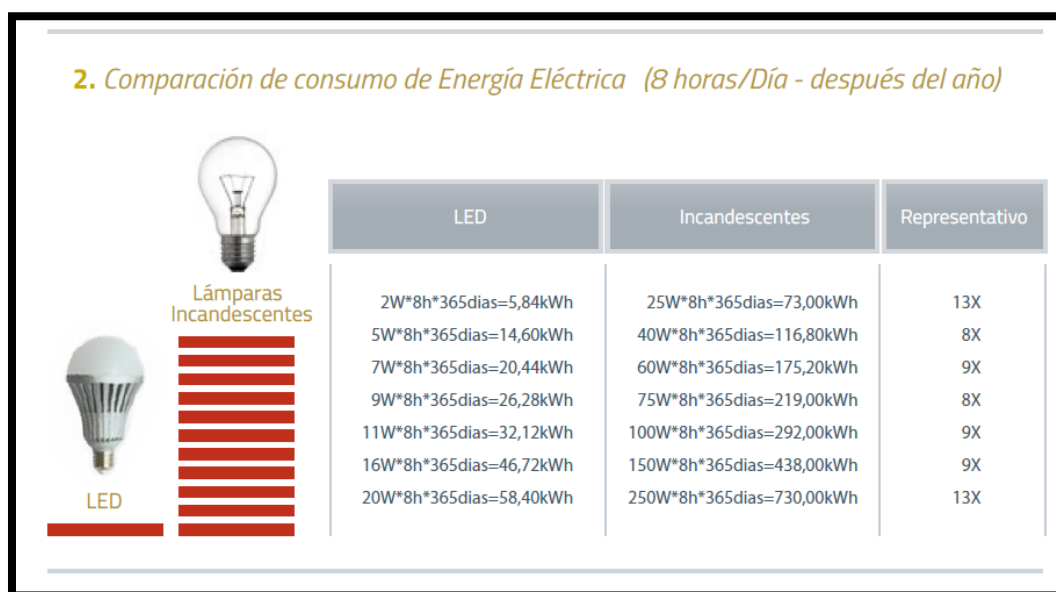 2. Comparación de consumo de Energía Eléctrica (8 horas/Día - después del año)
LED Incandescentes Representativo
Lámparas
Incandescentes
LED
2W*8h*365dias=5,84kWh 25W*8h*365dias=73,00kWh 13X
5W*8h*365dias=14,60kWh 40W*8h*365dias=116,80kWh 8X
7W*8h*365dias=20,44kWh 60W*8h*365dias=175,20kWh 9X
9W*8h*365dias=26,28kWh 75W*8h*365dias=219,00kWh 8X
11W*8h*365dias=32,12kWh 100W*8h*365dias=292,00kWh 9X
16W*8h*365dias=46,72kWh 150W*8h*365dias=438,00kWh 9X
20W*8h*365dias=58,40kWh 250W*8h*365dias=730,00kWh 13X